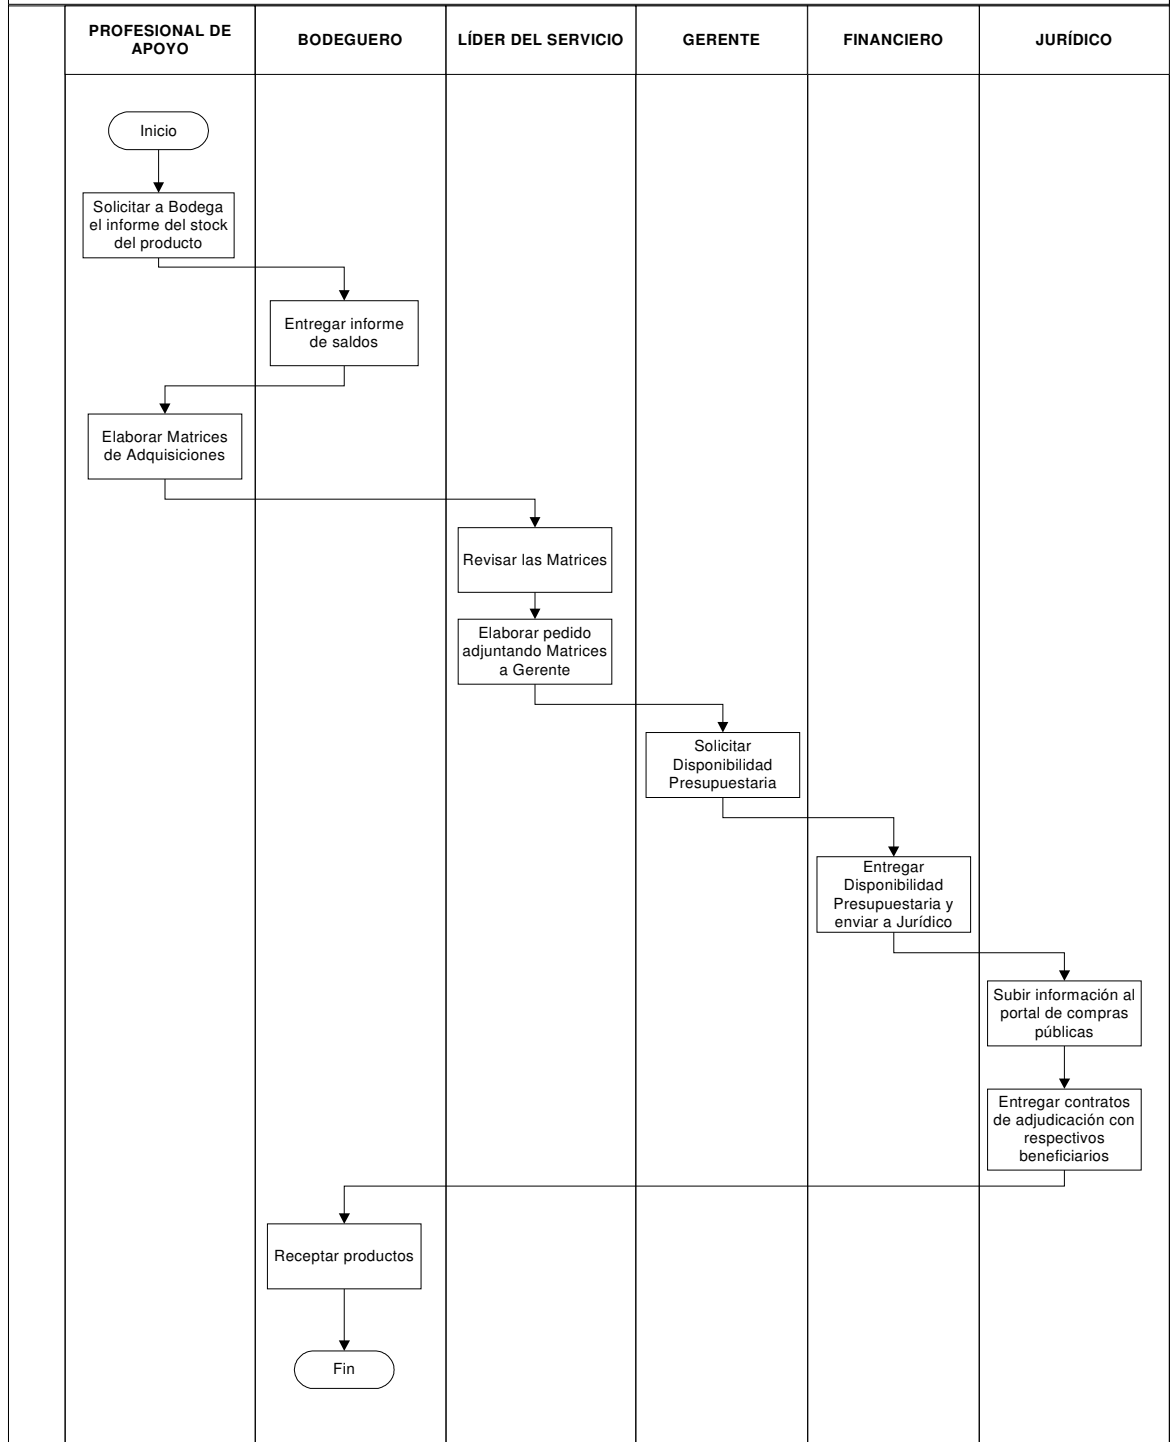 PROFESIONAL DE
APOYO
BODEGUERO
LÍDER DEL SERVICIO
GERENTE
FINANCIERO
JURÍDICO
Inicio
Solicitar a Bodega
el informe del stock
del producto
Entregar informe
de saldos
Elaborar Matrices
de Adquisiciones
Revisar las Matrices
Elaborar pedido
adjuntando Matrices
a Gerente
Solicitar
Disponibilidad
Presupuestaria
Entregar
Disponibilidad
Presupuestaria y
enviar a Jurídico
Subir información al
portal de compras
públicas
Entregar contratos
de adjudicación con
respectivos
beneficiarios
Receptar productos
Fin